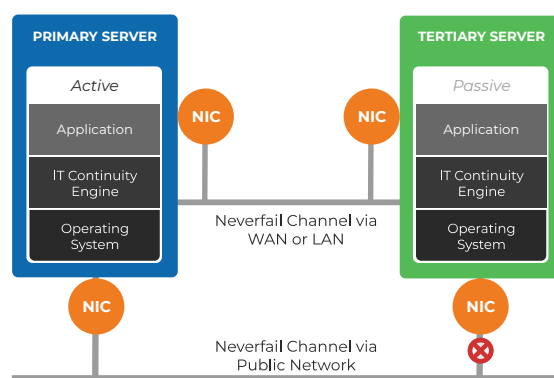 PRIMARY SERVER
Active
Application
IT Continuity
Engine
Operating
System
NIC
NIC
TERTIARY SERVER
Passive
Application
IT Continuity
Engine
Operating
System
Neverfail Channel via
WAN or LAN
NIC
NIC
Neverfail Channel via
Public Network